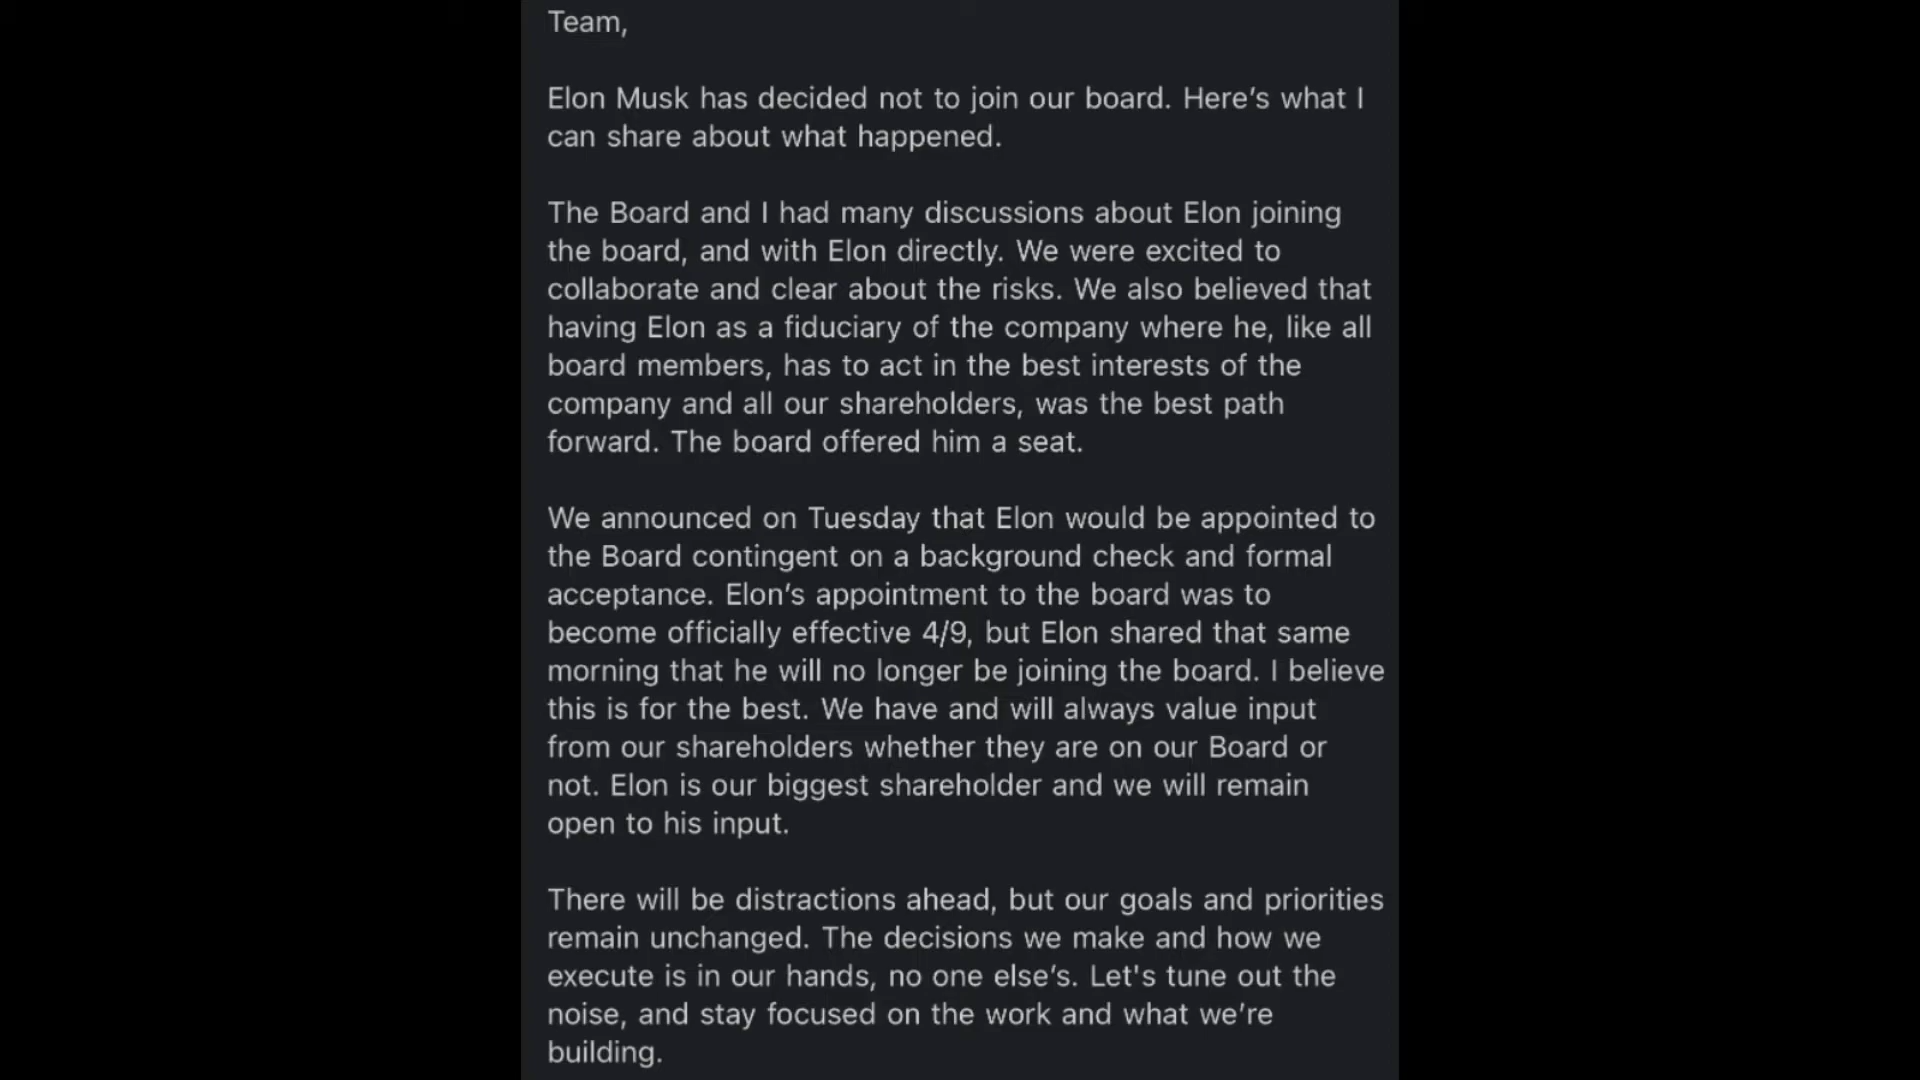 Team,
Elon Musk has decided not to join our board. Here’s what I
can share about what happened.
The Board and I had many discussions about Elon joining
the board, and with Elon directly. We were excited to
collaborate and clear about the risks. We also believed that
having Elon as a fiduciary of the company where he, like all
board members, has to act in the best interests of the
company and all our shareholders, was the best path
forward. The board offered him a seat.
We announced on Tuesday that Elon would be appointed to
the Board contingent on a background check and formal
acceptance. Elon’s appointment to the board was to
become officially effective 4/9, but Elon shared that same
morning that he will no longer be joining the board. I believe
this is for the best. We have and will always value input
from our shareholders whether they are on our Board or
not. Elon is our biggest shareholder and we will remain
open to his input.
There will be distractions ahead, but our goals and priorities
remain unchanged. The decisions we make and how we
execute is in our hands, no one else’s. Let's tune out the
noise, and stay focused on the work and what we’re
building.